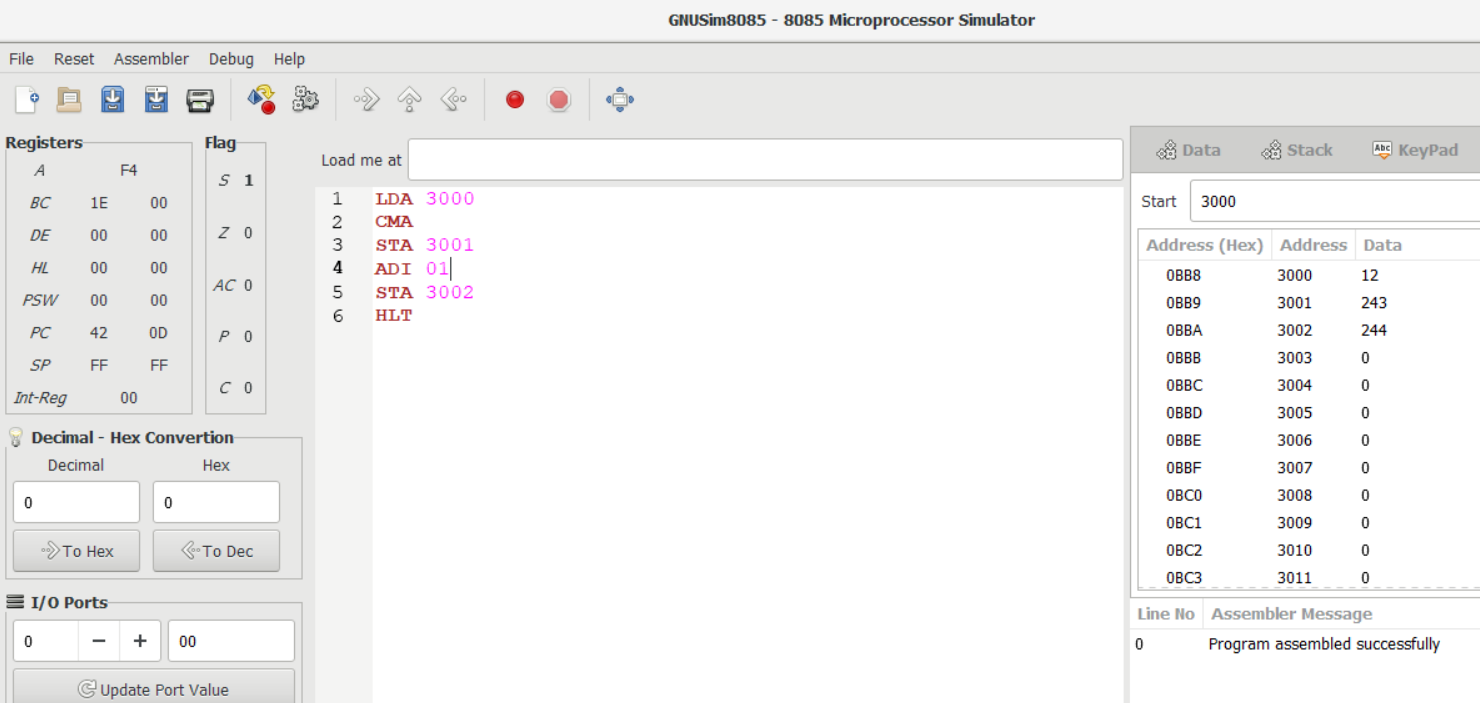 GNUSim8085 - 8085 Microprocessor Simulator
File Reset Assembler Debug Help
Registers
A F4
BC 1E 00
DE 00 00
HL 00 00
PSW 00 00
PC 42 0D
SP FF FF
Int-Reg 00
Flag
S 1
Z 0
AC 0
P 0
C 0
Decimal - Hex Convertion
Decimal Hex
0 0
To Hex To Dec
I/O Ports
0 − + 00
Update Port Value
Load me at
1 LDA 3000
2 CMA
3 STA 3001
4 ADI 01
5 STA 3002
6 HLT
Data Stack Abc KeyPad
Start 3000
Address (Hex) Address Data
0BB8 3000 12
0BB9 3001 243
0BBA 3002 244
0BBB 3003 0
0BBC 3004 0
0BBD 3005 0
0BBE 3006 0
0BBF 3007 0
0BC0 3008 0
0BC1 3009 0
0BC2 3010 0
0BC3 3011 0
Line No Assembler Message
0 Program assembled successfully